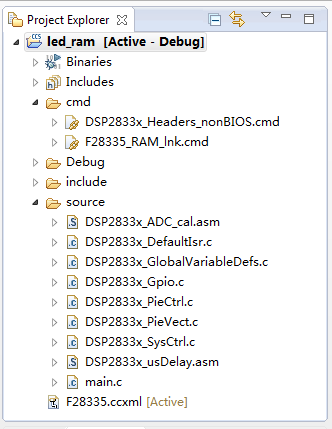 Project Explorer
led_ram [Active - Debug]
Binaries
Includes
cmd
DSP2833x_Headers_nonBIOS.cmd
F28335_RAM_lnk.cmd
Debug
include
source
DSP2833x_ADC_cal.asm
DSP2833x_DefaultIsr.c
DSP2833x_GlobalVariableDefs.c
DSP2833x_Gpio.c
DSP2833x_PieCtrl.c
DSP2833x_PieVect.c
DSP2833x_SysCtrl.c
DSP2833x_usDelay.asm
main.c
F28335.ccxml [Active]